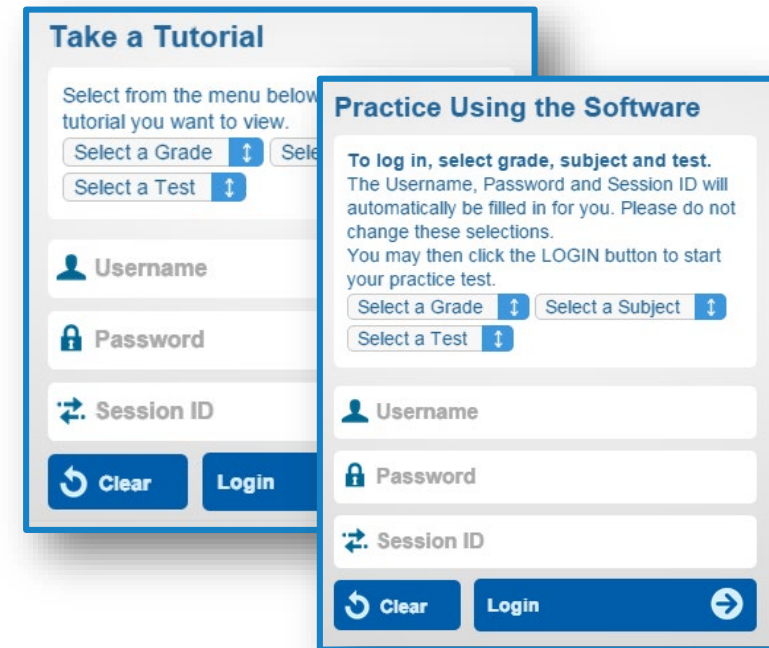 Take a Tutorial
Select from the menu below
tutorial you want to view.
Select a Grade Sele
Select a Test
Username
Password
Session ID
Clear Login
Practice Using the Software
To log in, select grade, subject and test.
The Username, Password and Session ID will
automatically be filled in for you. Please do not
change these selections.
You may then click the LOGIN button to start
your practice test.
Select a Grade Select a Subject
Select a Test
Username
Password
Session ID
Clear Login